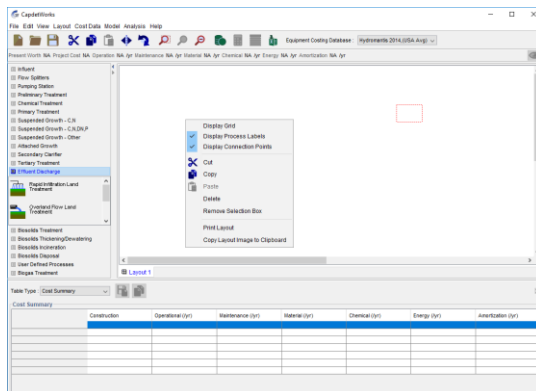 CapdetWorks
File Edit View Layout Cost Data Model Analysis Help
Equipment Costing Database : Hydromantis 2014,(USA Avg)
Present Worth NA Project Cost NA Operation NA /yr Maintenance NA /yr Material NA /yr Chemical NA /yr Energy NA /yr Amortization NA /yr
Influent
Flow Splitters
Pumping Station
Preliminary Treatment
Chemical Treatment
Primary Treatment
Suspended Growth - C,N
Suspended Growth - C,N,DN,P
Suspended Growth - Other
Attached Growth
Secondary Clarifier
Tertiary Treatment
Effluent Discharge
Rapid Infiltration Land
Treatment
Overland Flow Land
Treatment
Biosolids Treatment
Biosolids Thickening/Dewatering
Biosolids Incineration
Biosolids Disposal
User Defined Processes
Biogas Treatment
Display Grid
Display Process Labels
Display Connection Points
Cut
Copy
Paste
Delete
Remove Selection Box
Print Layout
Copy Layout Image to Clipboard
Layout 1
Table Type : Cost Summary
Cost Summary
Construction Operational (/yr) Maintenance (/yr) Material (/yr) Chemical (/yr) Energy (/yr) Amortization (/yr)